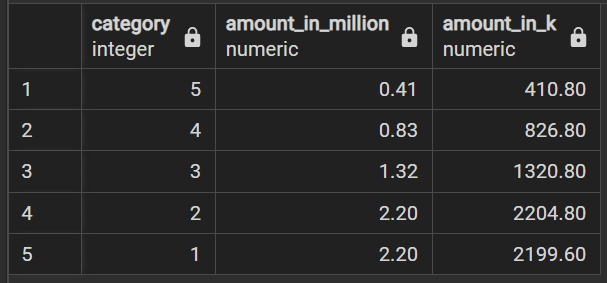 category amount_in_million amount_in_k
integer numeric numeric
1 5 0.41 410.80
2 4 0.83 826.80
3 3 1.32 1320.80
4 2 2.20 2204.80
5 1 2.20 2199.60